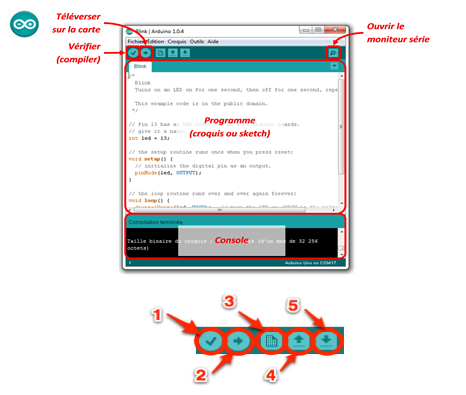 Téléverser
sur la carte
Vérifier
(compiler)
Ouvrir le
moniteur série
Blink | Arduino 1.0.4
Fichier Edition Croquis Outils Aide
Blink
/*
Blink
Turns on an LED on for one second, then off for one second, repe
This example code is in the public domain.
*/
// Pin 13 has
// give it a
int led = 13;
Programme
(croquis ou sketch)
// the setup routine runs once when you press reset:
void setup() {
// initialize the digital pin as an output.
pinMode(led, OUTPUT);
}
// the loop routine runs over and over again forever:
void loop() {
Compilation terminée.
Console
Taille binaire du croquis de 32 256
octets)
1
Arduino Uno on COM17
1
2
3
4
5